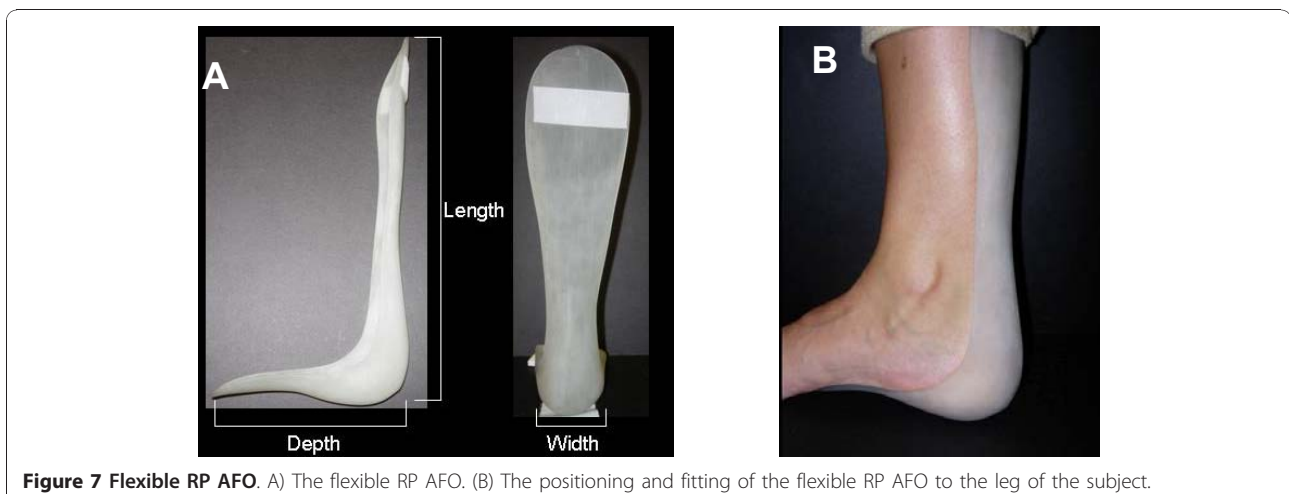 A
B
Length
Depth
Width
Figure 7 Flexible RP AFO. A) The flexible RP AFO. (B) The positioning and fitting of the flexible RP AFO to the leg of the subject.